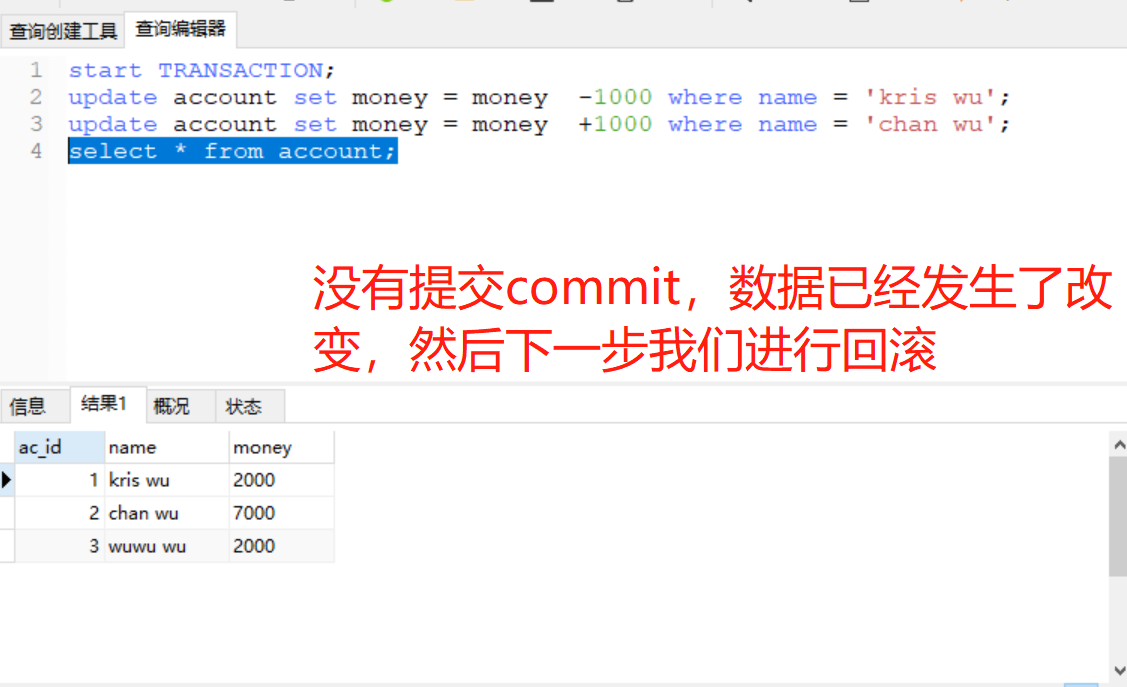 查询创建工具 查询编辑器
1 start TRANSACTION;
2 update account set money = money  -1000 where name = 'kris wu';
3 update account set money = money  +1000 where name = 'chan wu';
4 select * from account;
没有提交commit，数据已经发生了改
变，然后下一步我们进行回滚
信息 结果1 概况 状态
ac_id name money
1 kris wu 2000
2 chan wu 7000
3 wuwu wu 2000